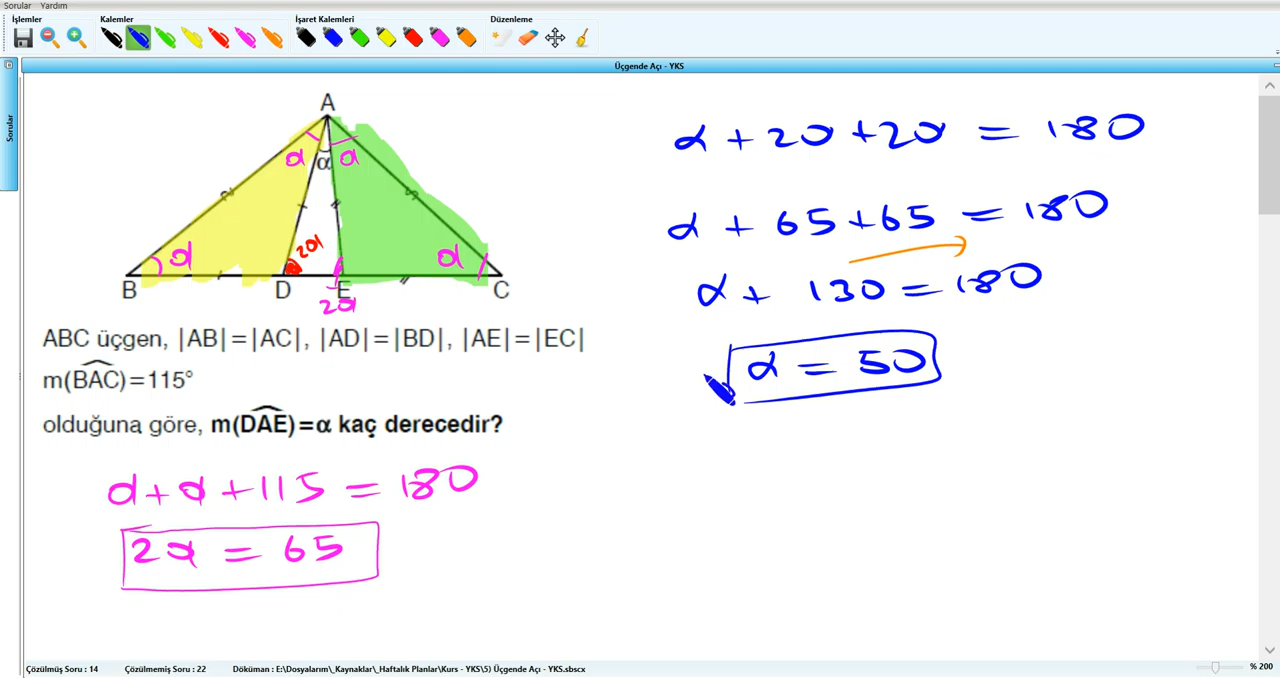 Sorular Yardım
İşlemler Kalemler İşaret Kalemleri Düzenleme
Üçgende Açı - YKS
Sorular
A
α α α
2α
α α
B D E C
2α
ABC üçgen, |AB|=|AC|, |AD|=|BD|, |AE|=|EC|
m(BAC)=115°
olduğuna göre, m(DAE)=α kaç derecedir?
α + α + 115 = 180
2α = 65
α + 2α + 2α = 180
α + 65 + 65 = 180
α + 130 = 180
α = 50
Çözülmüş Soru : 14 Çözülmemiş Soru : 22 Döküman : E:\Dosyalarım\_Kaynaklar\_Haftalık Planlar\Kurs - YKS\5) Üçgende Açı - YKS.sbscx % 200